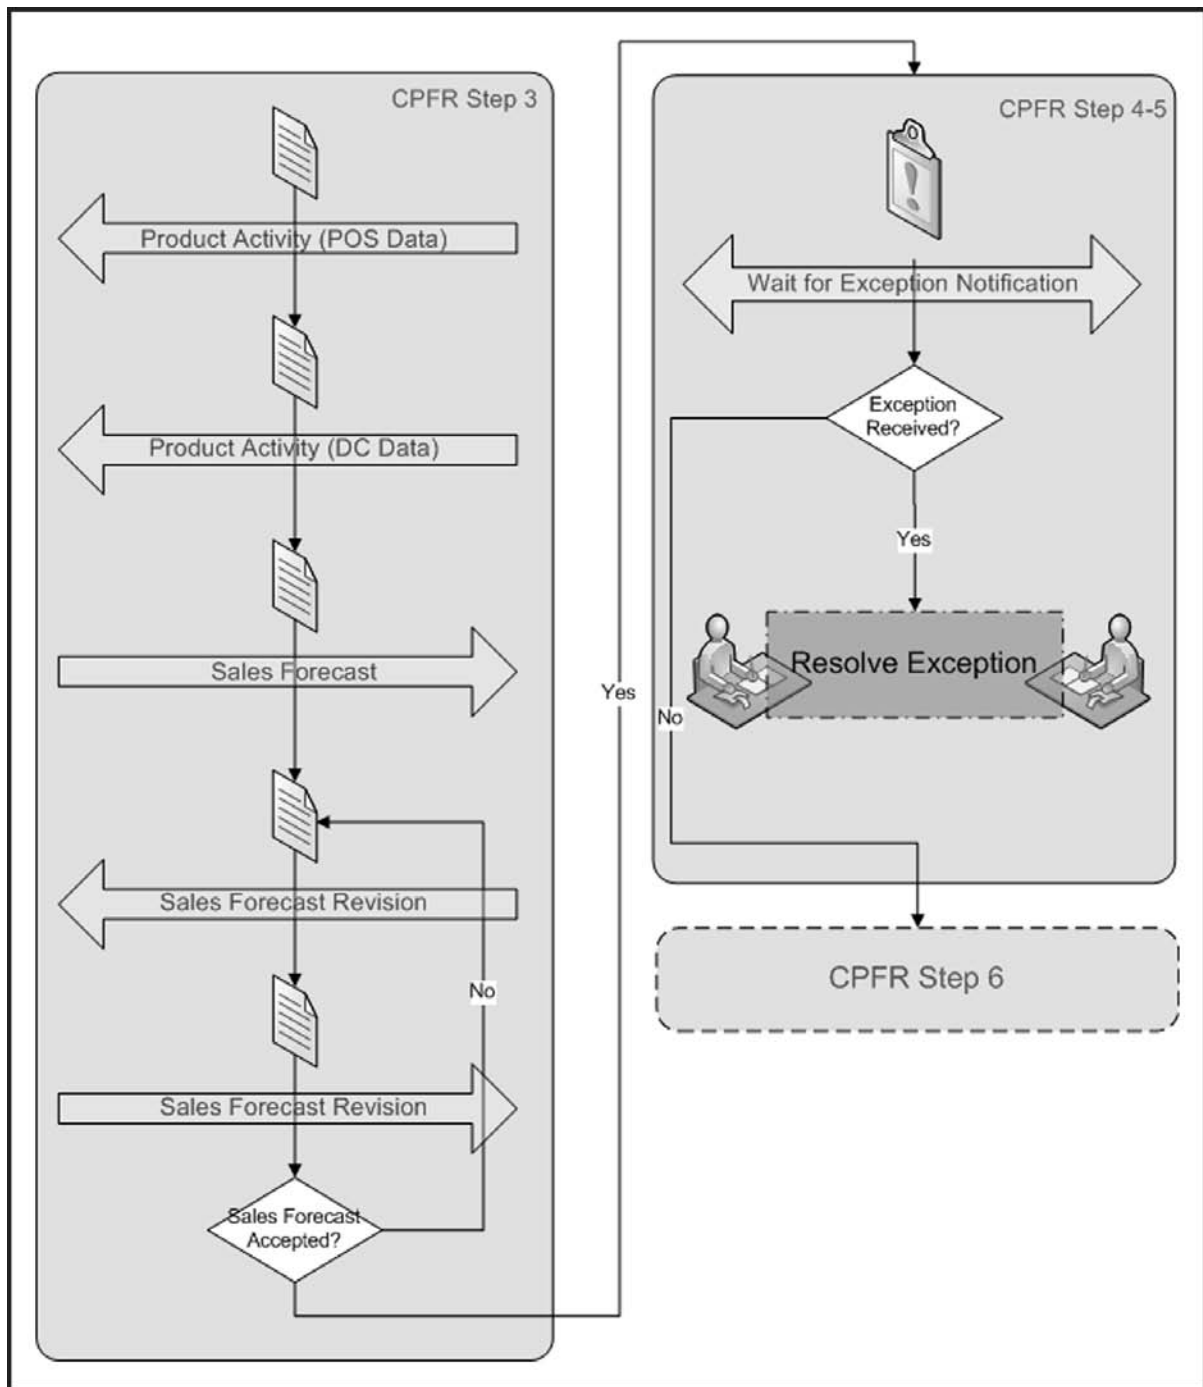 CPFR Step 3
Product Activity (POS Data)
Product Activity (DC Data)
Sales Forecast
Sales Forecast Revision
No
Sales Forecast Revision
Sales Forecast
Accepted?
Yes
CPFR Step 4-5
Wait for Exception Notification
Exception
Received?
Yes
Resolve Exception
No
CPFR Step 6